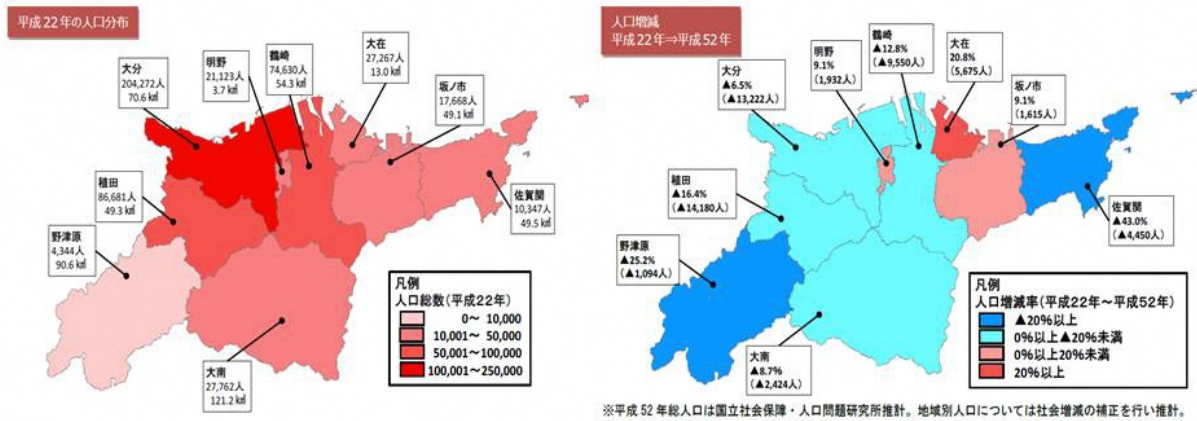 平成22年の人口分布
大分
204,272人
70.6㎢
明野
21,123人
3.7㎢
鶴崎
74,630人
54.3㎢
大在
27,267人
13.0㎢
坂ノ市
17,668人
49.1㎢
佐賀関
10,347人
49.5㎢
稙田
86,681人
49.3㎢
野津原
4,344人
90.6㎢
大南
27,762人
121.2㎢
凡例
人口総数(平成22年)
0～ 10,000
10,001～ 50,000
50,001～100,000
100,001～250,000
人口増減
平成22年⇒平成52年
大分
▲6.5%
(▲13,222人)
明野
9.1%
(1,932人)
鶴崎
▲12.8%
(▲9,550人)
大在
20.8%
(5,675人)
坂ノ市
9.1%
(1,615人)
佐賀関
▲43.0%
(▲4,450人)
稙田
▲16.4%
(▲14,180人)
野津原
▲25.2%
(▲1,094人)
大南
▲8.7%
(▲2,424人)
凡例
人口増減率(平成22年～平成52年)
▲20%以上
0%以上▲20%未満
0%以上20%未満
20%以上
※平成52年総人口は国立社会保障・人口問題研究所推計。地域別人口については社会増減の補正を行い推計。